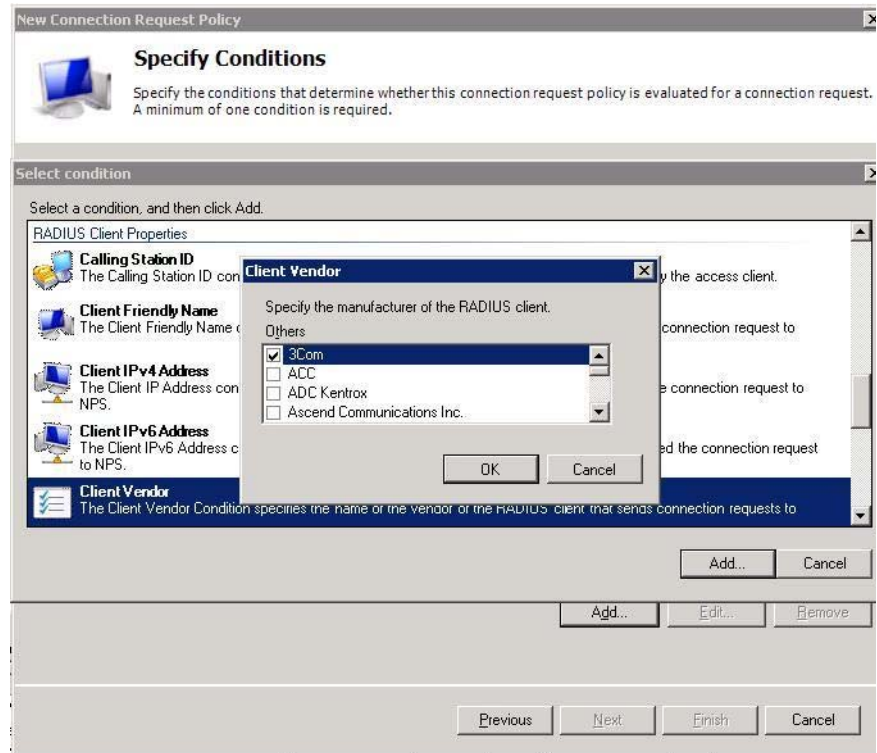 New Connection Request Policy
Specify Conditions
Specify the conditions that determine whether this connection request policy is evaluated for a connection request.
A minimum of one condition is required.
Select condition
Select a condition, and then click Add.
RADIUS Client Properties
Calling Station ID
The Calling Station ID con
y the access client.
Client Friendly Name
The Client Friendly Name
connection request to
Client IPv4 Address
The Client IP Address con
e connection request to
NPS.
Client IPv6 Address
The Client IPv6 Address c
ed the connection request
to NPS.
Client Vendor
The Client Vendor Condition specifies the name of the vendor of the RADIUS client that sends connection requests to
Client Vendor
Specify the manufacturer of the RADIUS client.
Others
3Com
ACC
ADC Kentrox
Ascend Communications Inc.
OK
Cancel
Add...
Cancel
Add...
Edit...
Remove
Previous
Next
Finish
Cancel